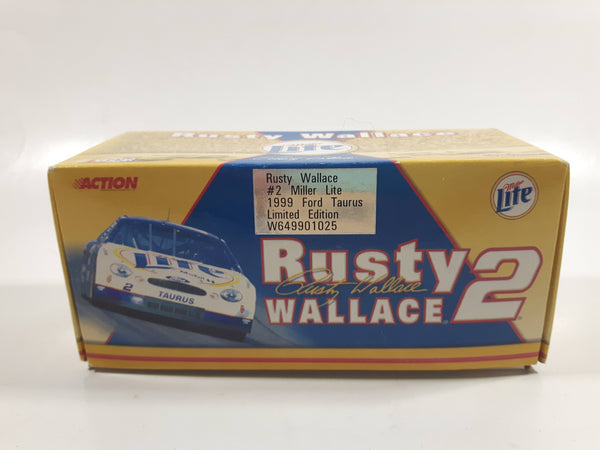 Rusty Wallace
Lite
ACTION
Rusty Wallace
#2 Miller Lite
1999 Ford Taurus
Limited Edition
W649901025
Miller
Lite
Lite
2
TAURUS
Rusty
Rusty Wallace
WALLACE
2